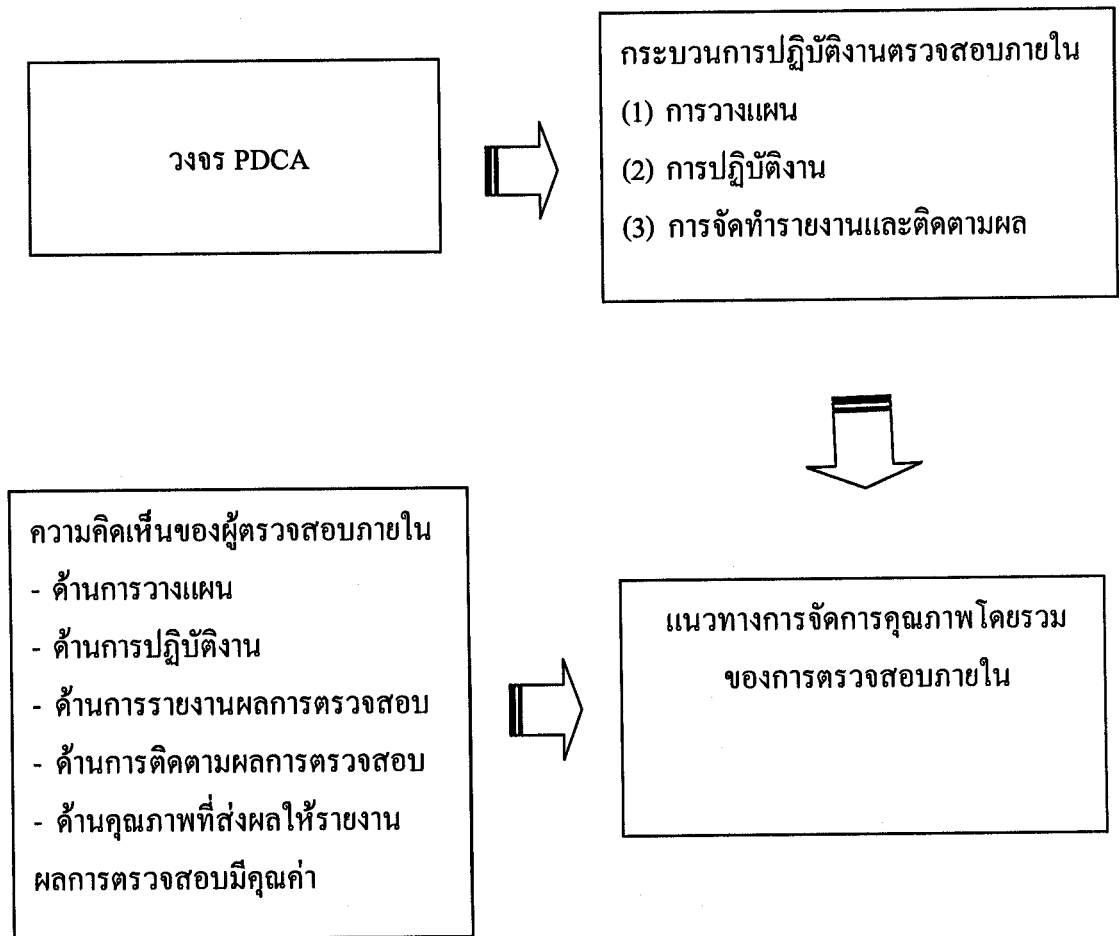 วงจร PDCA
กระบวนการปฏิบัติงานตรวจสอบภายใน
(1) การวางแผน
(2) การปฏิบัติงาน
(3) การจัดทำรายงานและติดตามผล
ความคิดเห็นของผู้ตรวจสอบภายใน
- ด้านการวางแผน
- ด้านการปฏิบัติงาน
- ด้านการรายงานผลการตรวจสอบ
- ด้านการติดตามผลการตรวจสอบ
- ด้านคุณภาพที่ส่งผลให้รายงาน
ผลการตรวจสอบมีคุณค่า
แนวทางการจัดการคุณภาพโดยรวม
ของการตรวจสอบภายใน